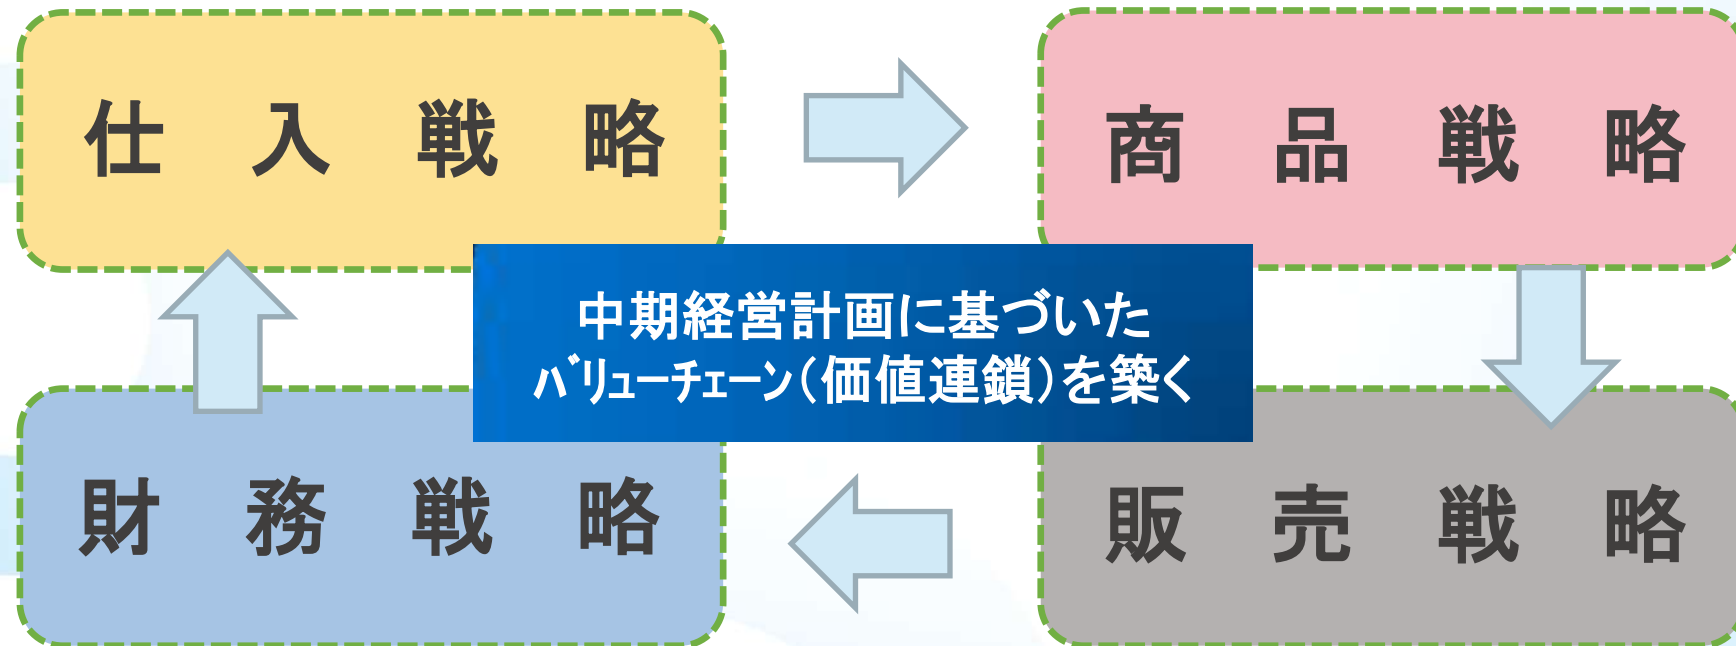 仕入戦略
商品戦略
中期経営計画に基づいた
バリューチェーン(価値連鎖)を築く
財務戦略
販売戦略